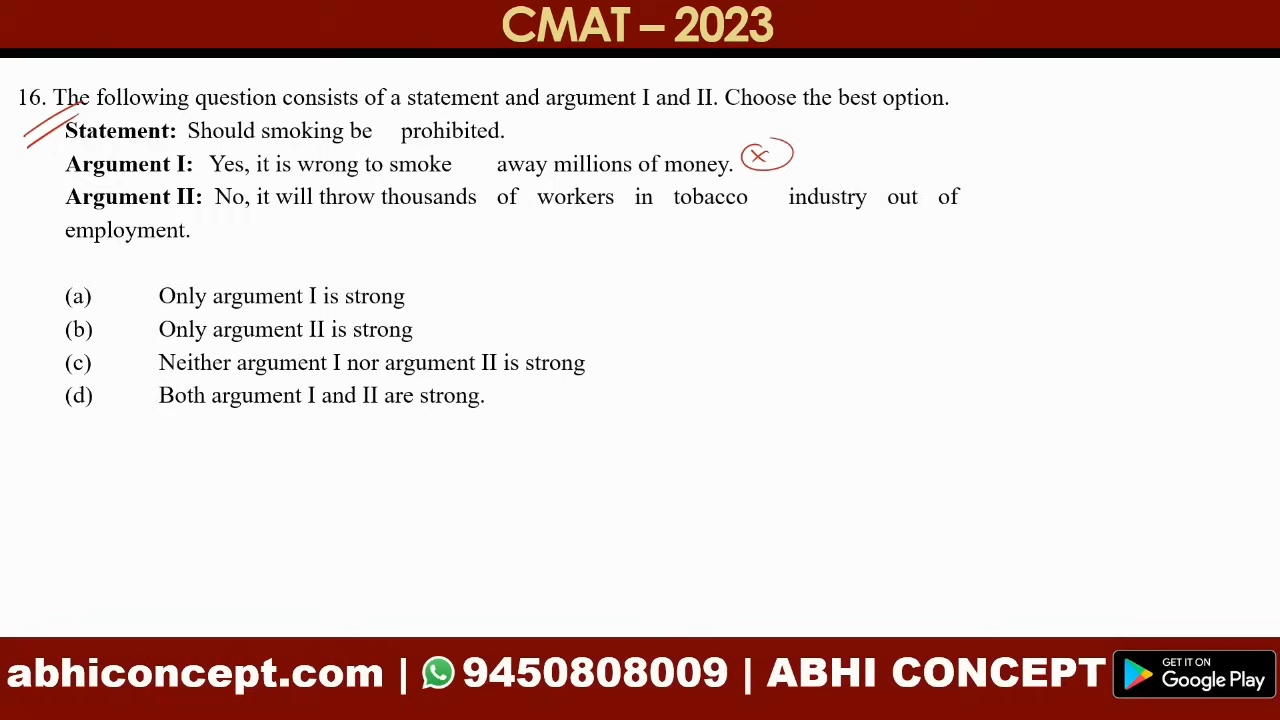 CMAT – 2023
16. The following question consists of a statement and argument I and II. Choose the best option.
Statement: Should smoking be prohibited.
Argument I: Yes, it is wrong to smoke away millions of money. x
Argument II: No, it will throw thousands of workers in tobacco industry out of
employment.
(a) Only argument I is strong
(b) Only argument II is strong
(c) Neither argument I nor argument II is strong
(d) Both argument I and II are strong.
abhiconcept.com | 9450808009 | ABHI CONCEPT
GET IT ON
Google Play